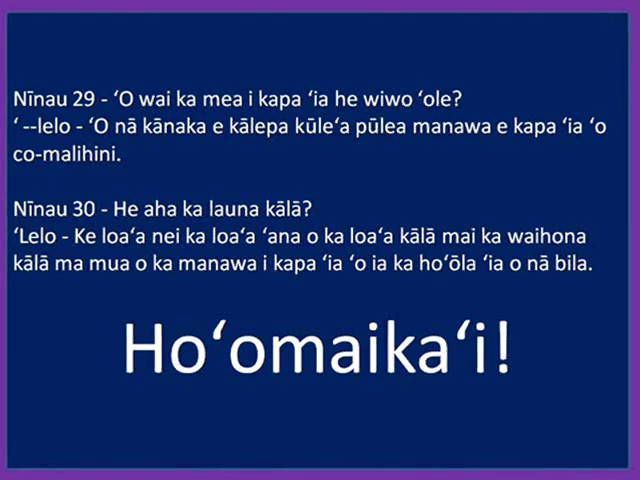 Nīnau 29 - ʻO wai ka mea i kapa ʻia he wiwo ʻole?
ʻ --lelo - ʻO nā kānaka e kālepa kūleʻa pūlea manawa e kapa ʻia ʻo
co-malihini.
Nīnau 30 - He aha ka launa kālā?
ʻLelo - Ke loaʻa nei ka loaʻa ʻana o ka loaʻa kālā mai ka waihona
kālā ma mua o ka manawa i kapa ʻia ʻo ia ka hoʻōla ʻia o nā bila.
Hoʻomaikaʻi!